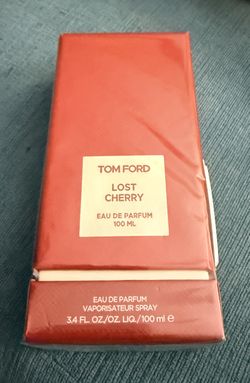 TOM FORD
LOST
CHERRY
EAU DE PARFUM
100 ML
EAU DE PARFUM
VAPORISATEUR SPRAY
3.4 FL. OZ./OZ. LIQ./100 ml ℮